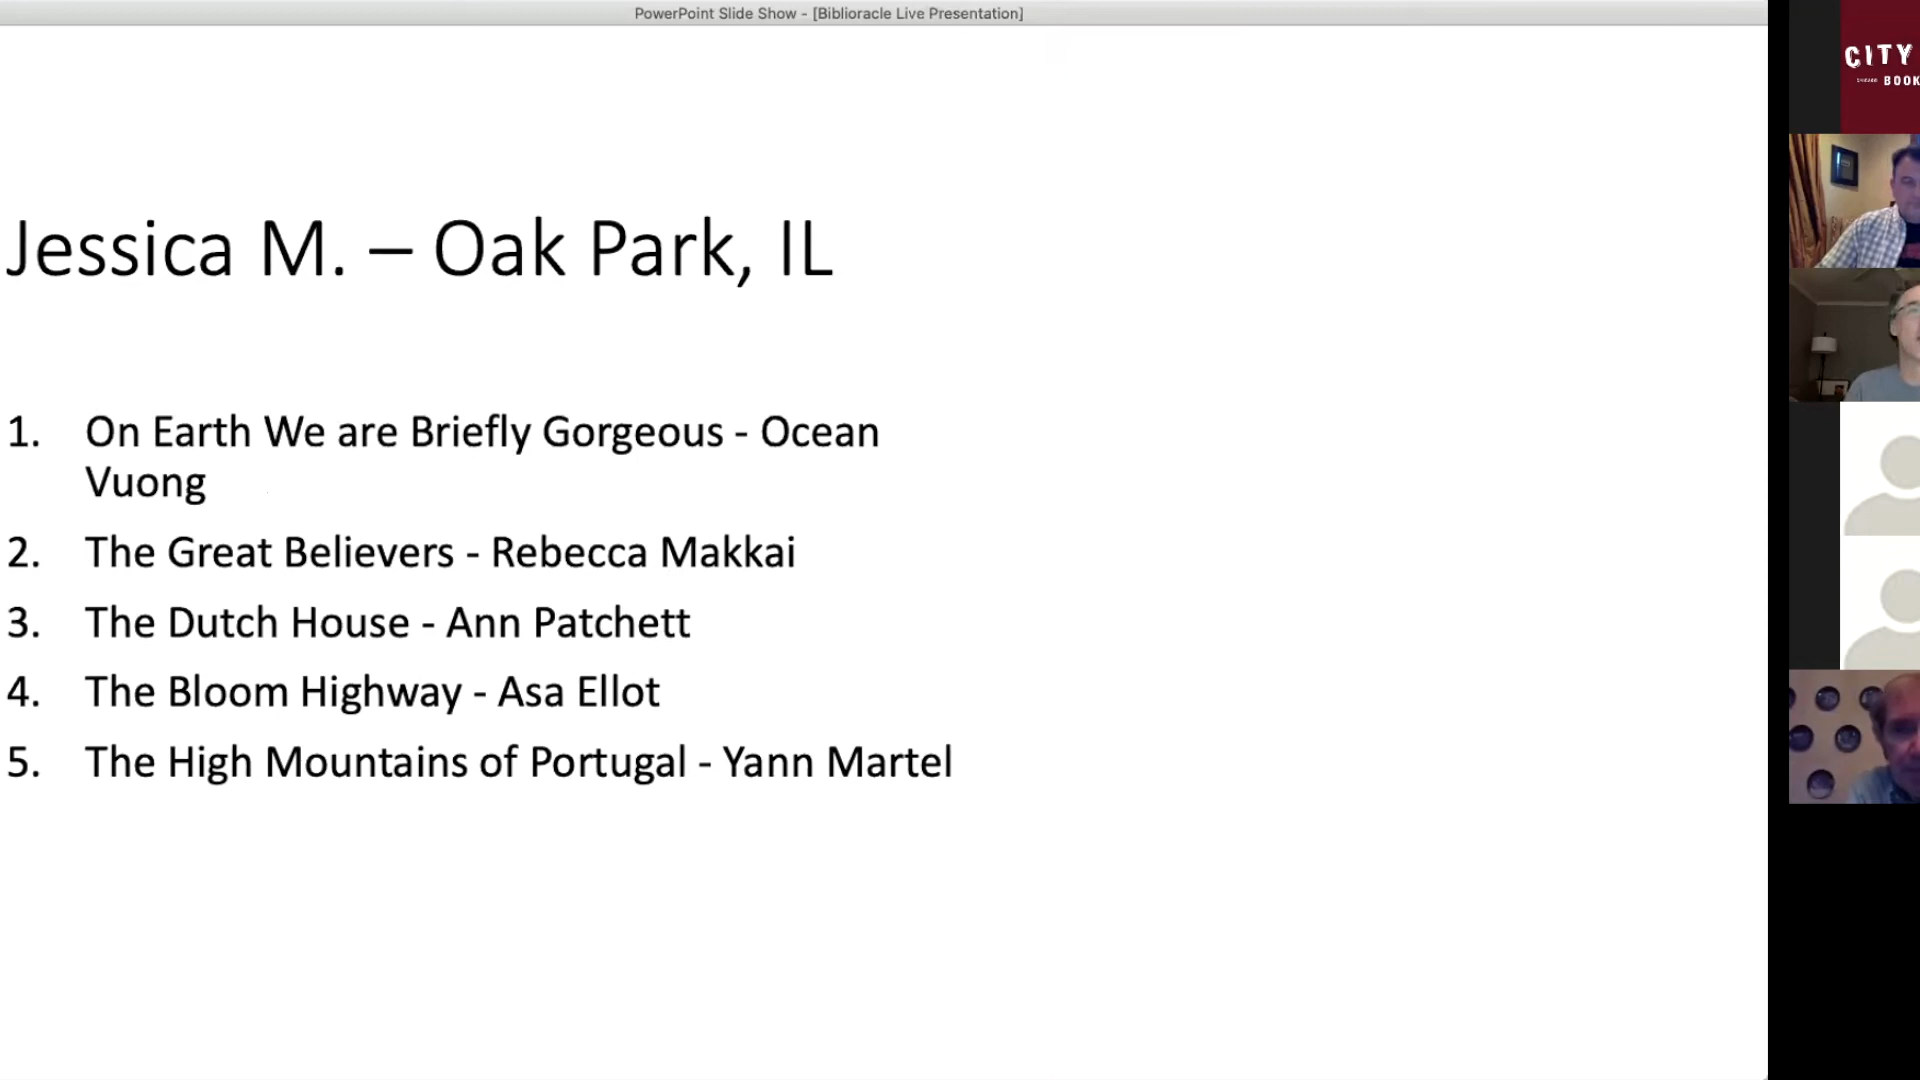 PowerPoint Slide Show - [Biblioracle Live Presentation]
CITY
BOOK
Jessica M. – Oak Park, IL
1. On Earth We are Briefly Gorgeous - Ocean
Vuong
2. The Great Believers - Rebecca Makkai
3. The Dutch House - Ann Patchett
4. The Bloom Highway - Asa Ellot
5. The High Mountains of Portugal - Yann Martel